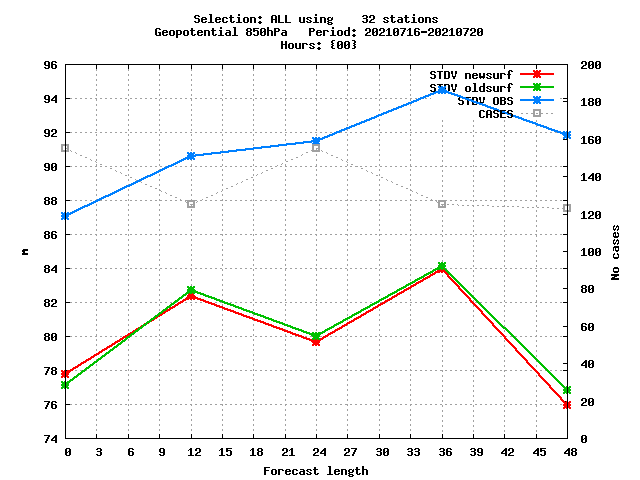 Selection: ALL using    32 stations
Geopotential 850hPa   Period: 20210716-20210720
Hours: {00}
STDV newsurf
STDV oldsurf
STDV OBS
CASES
96
94
92
90
88
86
84
82
80
78
76
74
m
200
180
160
140
120
100
80
60
40
20
0
No cases
0 3 6 9 12 15 18 21 24 27 30 33 36 39 42 45 48
Forecast length